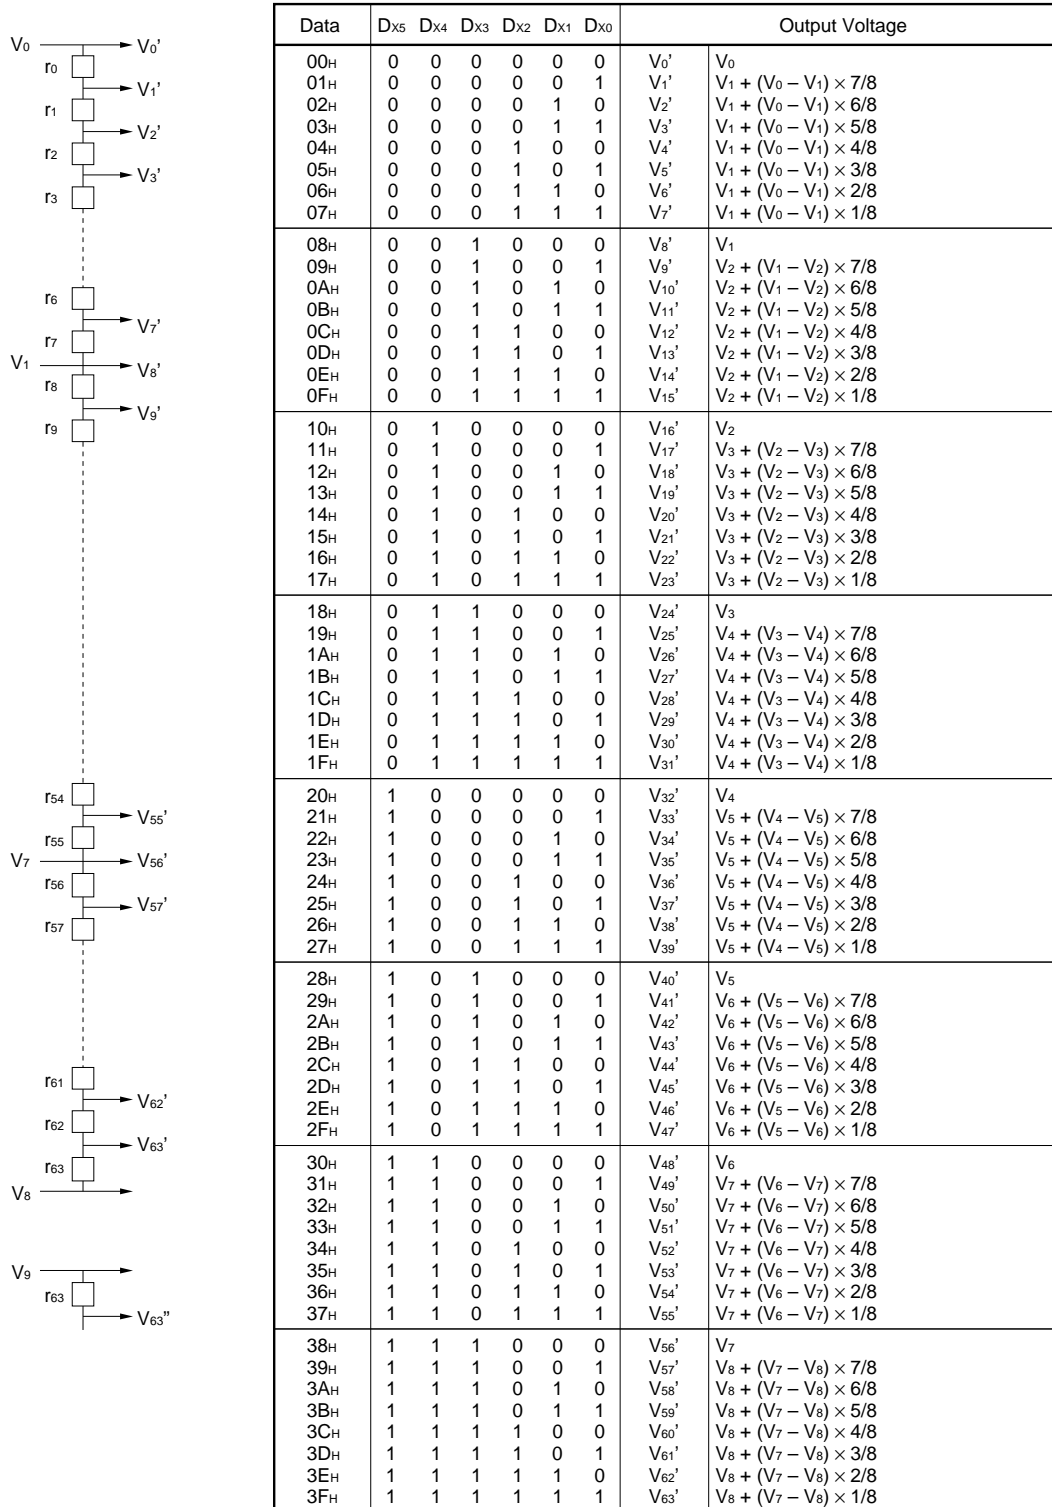 V0 V0'
r0
V1'
r1
V2'
r2
V3'
r3
r6
V7'
r7
V1 V8'
r8
V9'
r9
r54
V55'
r55
V7 V56'
r56
V57'
r57
r61
V62'
r62
V63'
r63
V8
V9
r63
V63"
Data DX5 DX4 DX3 DX2 DX1 DX0 Output Voltage
00H 0 0 0 0 0 0 V0' V0
01H 0 0 0 0 0 1 V1' V1 + (V0 – V1) × 7/8
02H 0 0 0 0 1 0 V2' V1 + (V0 – V1) × 6/8
03H 0 0 0 0 1 1 V3' V1 + (V0 – V1) × 5/8
04H 0 0 0 1 0 0 V4' V1 + (V0 – V1) × 4/8
05H 0 0 0 1 0 1 V5' V1 + (V0 – V1) × 3/8
06H 0 0 0 1 1 0 V6' V1 + (V0 – V1) × 2/8
07H 0 0 0 1 1 1 V7' V1 + (V0 – V1) × 1/8
08H 0 0 1 0 0 0 V8' V1
09H 0 0 1 0 0 1 V9' V2 + (V1 – V2) × 7/8
0AH 0 0 1 0 1 0 V10' V2 + (V1 – V2) × 6/8
0BH 0 0 1 0 1 1 V11' V2 + (V1 – V2) × 5/8
0CH 0 0 1 1 0 0 V12' V2 + (V1 – V2) × 4/8
0DH 0 0 1 1 0 1 V13' V2 + (V1 – V2) × 3/8
0EH 0 0 1 1 1 0 V14' V2 + (V1 – V2) × 2/8
0FH 0 0 1 1 1 1 V15' V2 + (V1 – V2) × 1/8
10H 0 1 0 0 0 0 V16' V2
11H 0 1 0 0 0 1 V17' V3 + (V2 – V3) × 7/8
12H 0 1 0 0 1 0 V18' V3 + (V2 – V3) × 6/8
13H 0 1 0 0 1 1 V19' V3 + (V2 – V3) × 5/8
14H 0 1 0 1 0 0 V20' V3 + (V2 – V3) × 4/8
15H 0 1 0 1 0 1 V21' V3 + (V2 – V3) × 3/8
16H 0 1 0 1 1 0 V22' V3 + (V2 – V3) × 2/8
17H 0 1 0 1 1 1 V23' V3 + (V2 – V3) × 1/8
18H 0 1 1 0 0 0 V24' V3
19H 0 1 1 0 0 1 V25' V4 + (V3 – V4) × 7/8
1AH 0 1 1 0 1 0 V26' V4 + (V3 – V4) × 6/8
1BH 0 1 1 0 1 1 V27' V4 + (V3 – V4) × 5/8
1CH 0 1 1 1 0 0 V28' V4 + (V3 – V4) × 4/8
1DH 0 1 1 1 0 1 V29' V4 + (V3 – V4) × 3/8
1EH 0 1 1 1 1 0 V30' V4 + (V3 – V4) × 2/8
1FH 0 1 1 1 1 1 V31' V4 + (V3 – V4) × 1/8
20H 1 0 0 0 0 0 V32' V4
21H 1 0 0 0 0 1 V33' V5 + (V4 – V5) × 7/8
22H 1 0 0 0 1 0 V34' V5 + (V4 – V5) × 6/8
23H 1 0 0 0 1 1 V35' V5 + (V4 – V5) × 5/8
24H 1 0 0 1 0 0 V36' V5 + (V4 – V5) × 4/8
25H 1 0 0 1 0 1 V37' V5 + (V4 – V5) × 3/8
26H 1 0 0 1 1 0 V38' V5 + (V4 – V5) × 2/8
27H 1 0 0 1 1 1 V39' V5 + (V4 – V5) × 1/8
28H 1 0 1 0 0 0 V40' V5
29H 1 0 1 0 0 1 V41' V6 + (V5 – V6) × 7/8
2AH 1 0 1 0 1 0 V42' V6 + (V5 – V6) × 6/8
2BH 1 0 1 0 1 1 V43' V6 + (V5 – V6) × 5/8
2CH 1 0 1 1 0 0 V44' V6 + (V5 – V6) × 4/8
2DH 1 0 1 1 0 1 V45' V6 + (V5 – V6) × 3/8
2EH 1 0 1 1 1 0 V46' V6 + (V5 – V6) × 2/8
2FH 1 0 1 1 1 1 V47' V6 + (V5 – V6) × 1/8
30H 1 1 0 0 0 0 V48' V6
31H 1 1 0 0 0 1 V49' V7 + (V6 – V7) × 7/8
32H 1 1 0 0 1 0 V50' V7 + (V6 – V7) × 6/8
33H 1 1 0 0 1 1 V51' V7 + (V6 – V7) × 5/8
34H 1 1 0 1 0 0 V52' V7 + (V6 – V7) × 4/8
35H 1 1 0 1 0 1 V53' V7 + (V6 – V7) × 3/8
36H 1 1 0 1 1 0 V54' V7 + (V6 – V7) × 2/8
37H 1 1 0 1 1 1 V55' V7 + (V6 – V7) × 1/8
38H 1 1 1 0 0 0 V56' V7
39H 1 1 1 0 0 1 V57' V8 + (V7 – V8) × 7/8
3AH 1 1 1 0 1 0 V58' V8 + (V7 – V8) × 6/8
3BH 1 1 1 0 1 1 V59' V8 + (V7 – V8) × 5/8
3CH 1 1 1 1 0 0 V60' V8 + (V7 – V8) × 4/8
3DH 1 1 1 1 0 1 V61' V8 + (V7 – V8) × 3/8
3EH 1 1 1 1 1 0 V62' V8 + (V7 – V8) × 2/8
3FH 1 1 1 1 1 1 V63' V8 + (V7 – V8) × 1/8